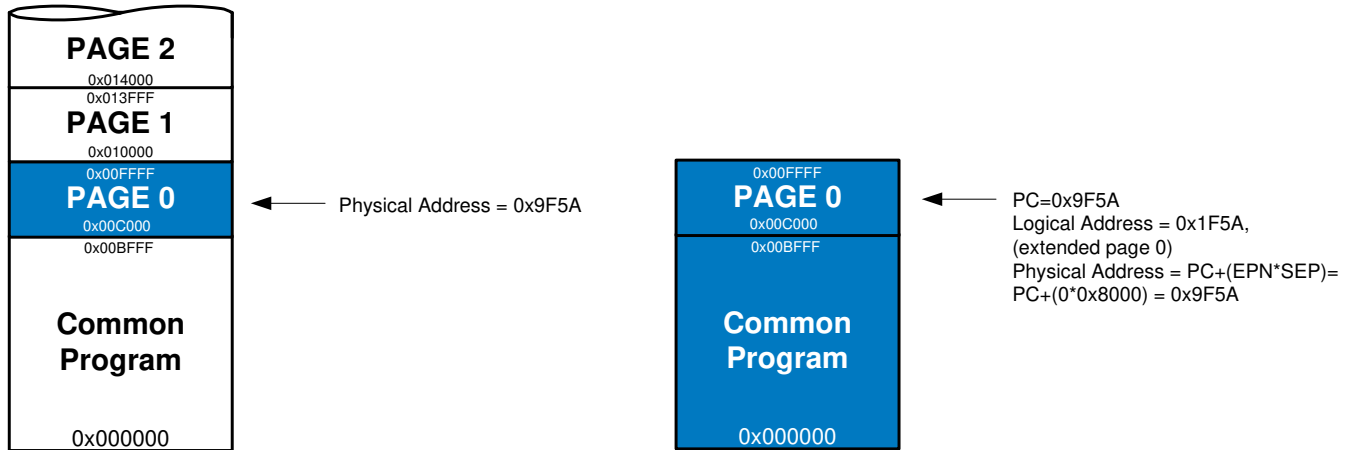 PAGE 2
0x014000
0x013FFF
PAGE 1
0x010000
0x00FFFF
PAGE 0
0x00C000
0x00BFFF
Common
Program
0x000000
Physical Address = 0x9F5A
0x00FFFF
PAGE 0
0x00C000
0x00BFFF
Common
Program
0x000000
PC=0x9F5A
Logical Address = 0x1F5A,
(extended page 0)
Physical Address = PC+(EPN*SEP)=
PC+(0*0x8000) = 0x9F5A